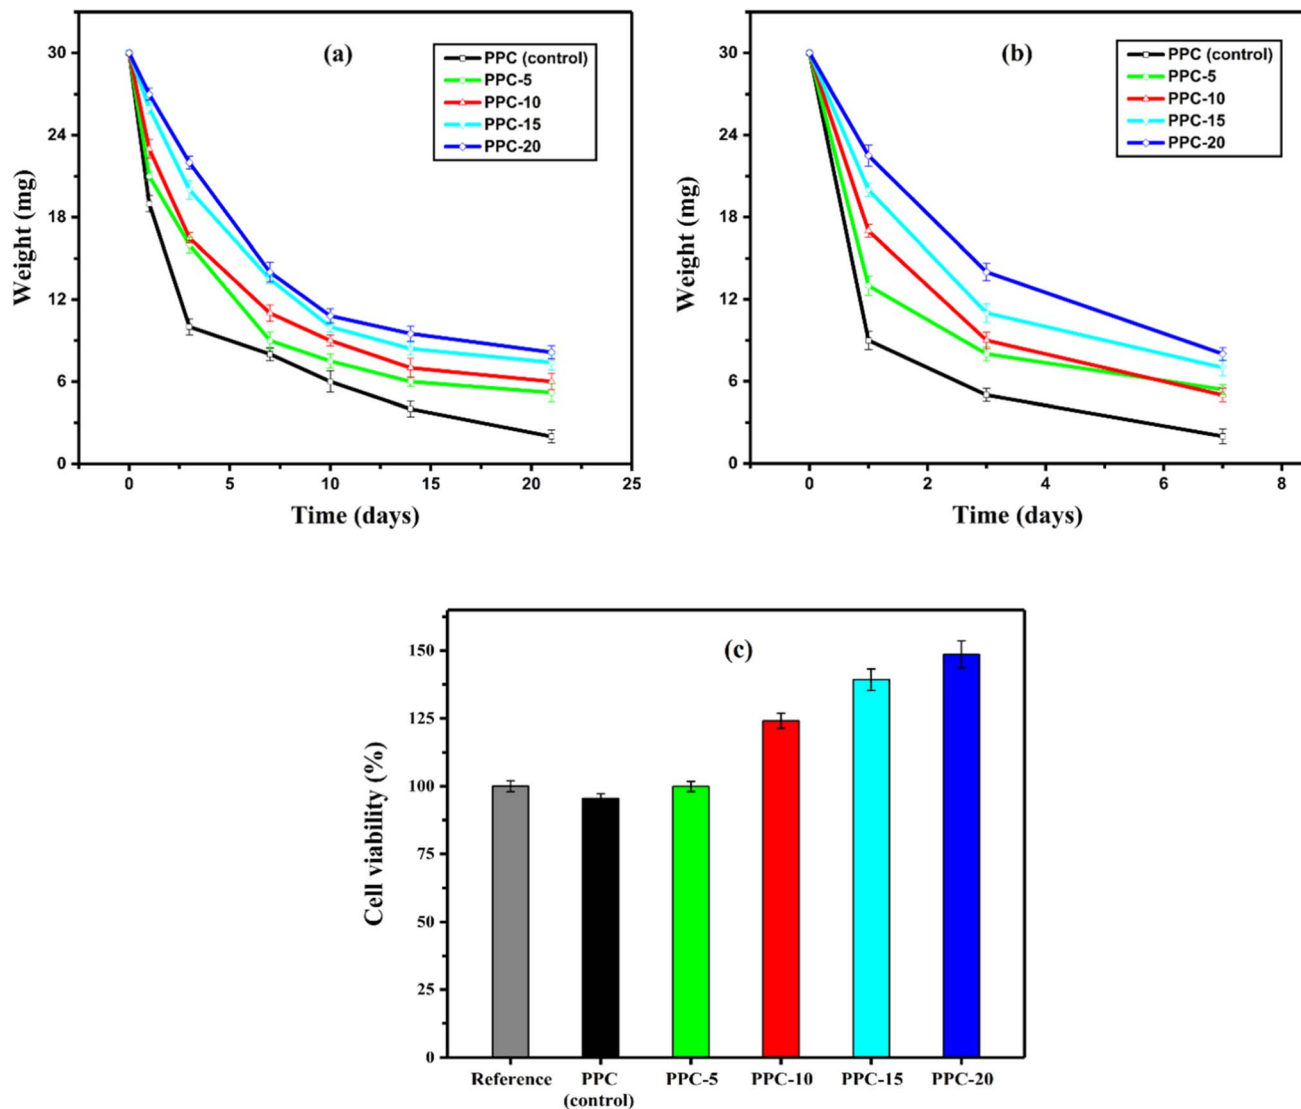 (a)
PPC (control)
PPC-5
PPC-10
PPC-15
PPC-20
30
24
18
12
6
0
Weight (mg)
0 5 10 15 20 25
Time (days)
(b)
PPC (control)
PPC-5
PPC-10
PPC-15
PPC-20
30
24
18
12
6
0
Weight (mg)
0 2 4 6 8
Time (days)
(c)
150
125
100
75
50
25
0
Cell viability (%)
Reference PPC PPC-5 PPC-10 PPC-15 PPC-20
(control)